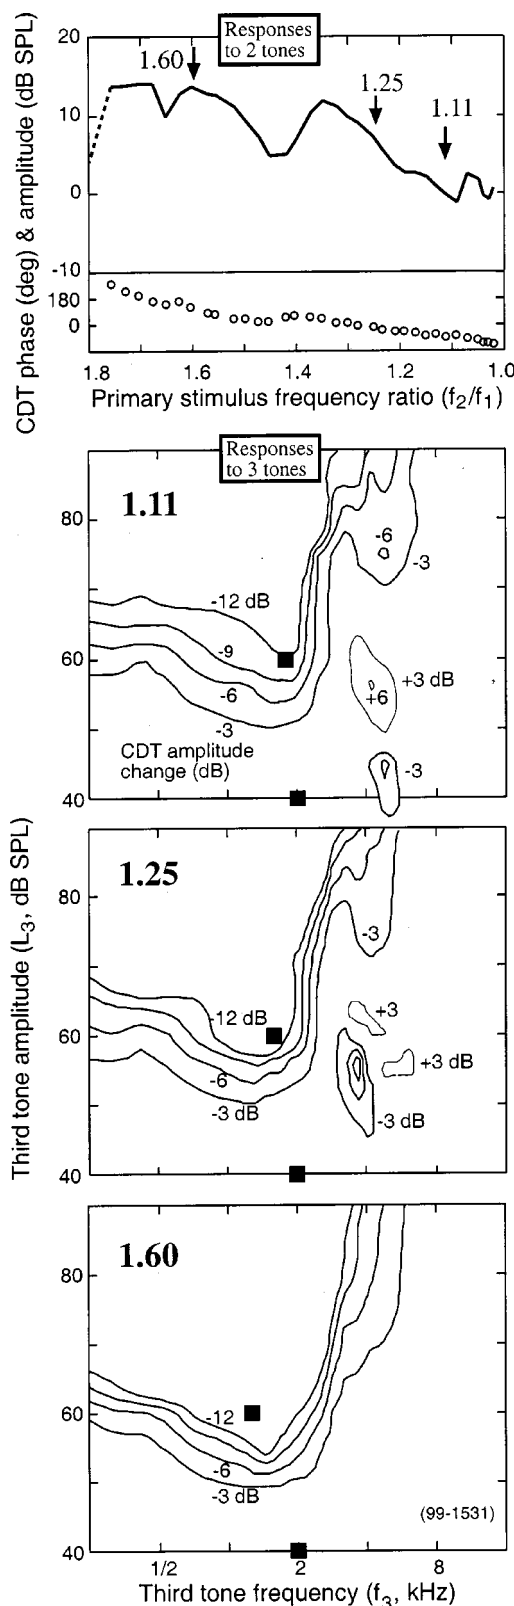 Responses
to 2 tones
CDT phase (deg) & amplitude (dB SPL)
20
10
0
-10
180
0
1.60
1.25
1.11
1.8
1.6
1.4
1.2
1.0
Primary stimulus frequency ratio (f2/f1)
Responses
to 3 tones
Third tone amplitude (L3, dB SPL)
1.11
80
60
40
-12 dB
-9
-6
-3
-6
-3
+3 dB
+6
-3
CDT amplitude
change (dB)
1.25
80
60
40
-12 dB
-6
-3 dB
-3
+3
+3 dB
-3 dB
1.60
80
60
40
-12
-6
-3 dB
(99-1531)
1/2
2
8
Third tone frequency (f3, kHz)